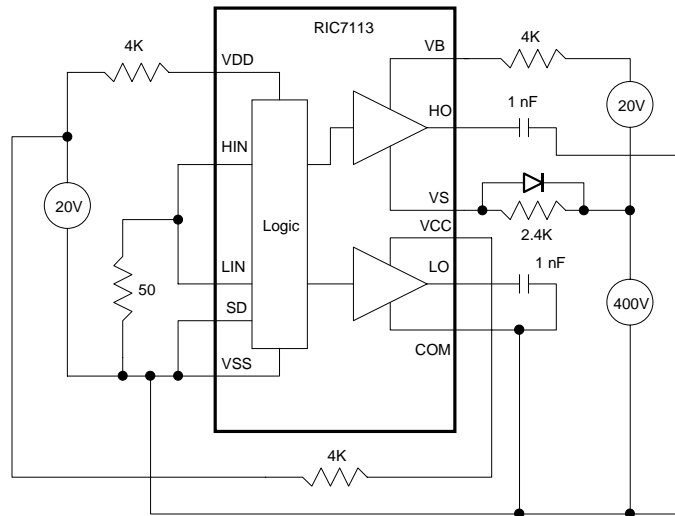 RIC7113
4K
VDD
VB
4K
HO
1 nF
20V
HIN
20V
Logic
VS
VCC
2.4K
LIN
LO
1 nF
50
SD
400V
VSS
COM
4K